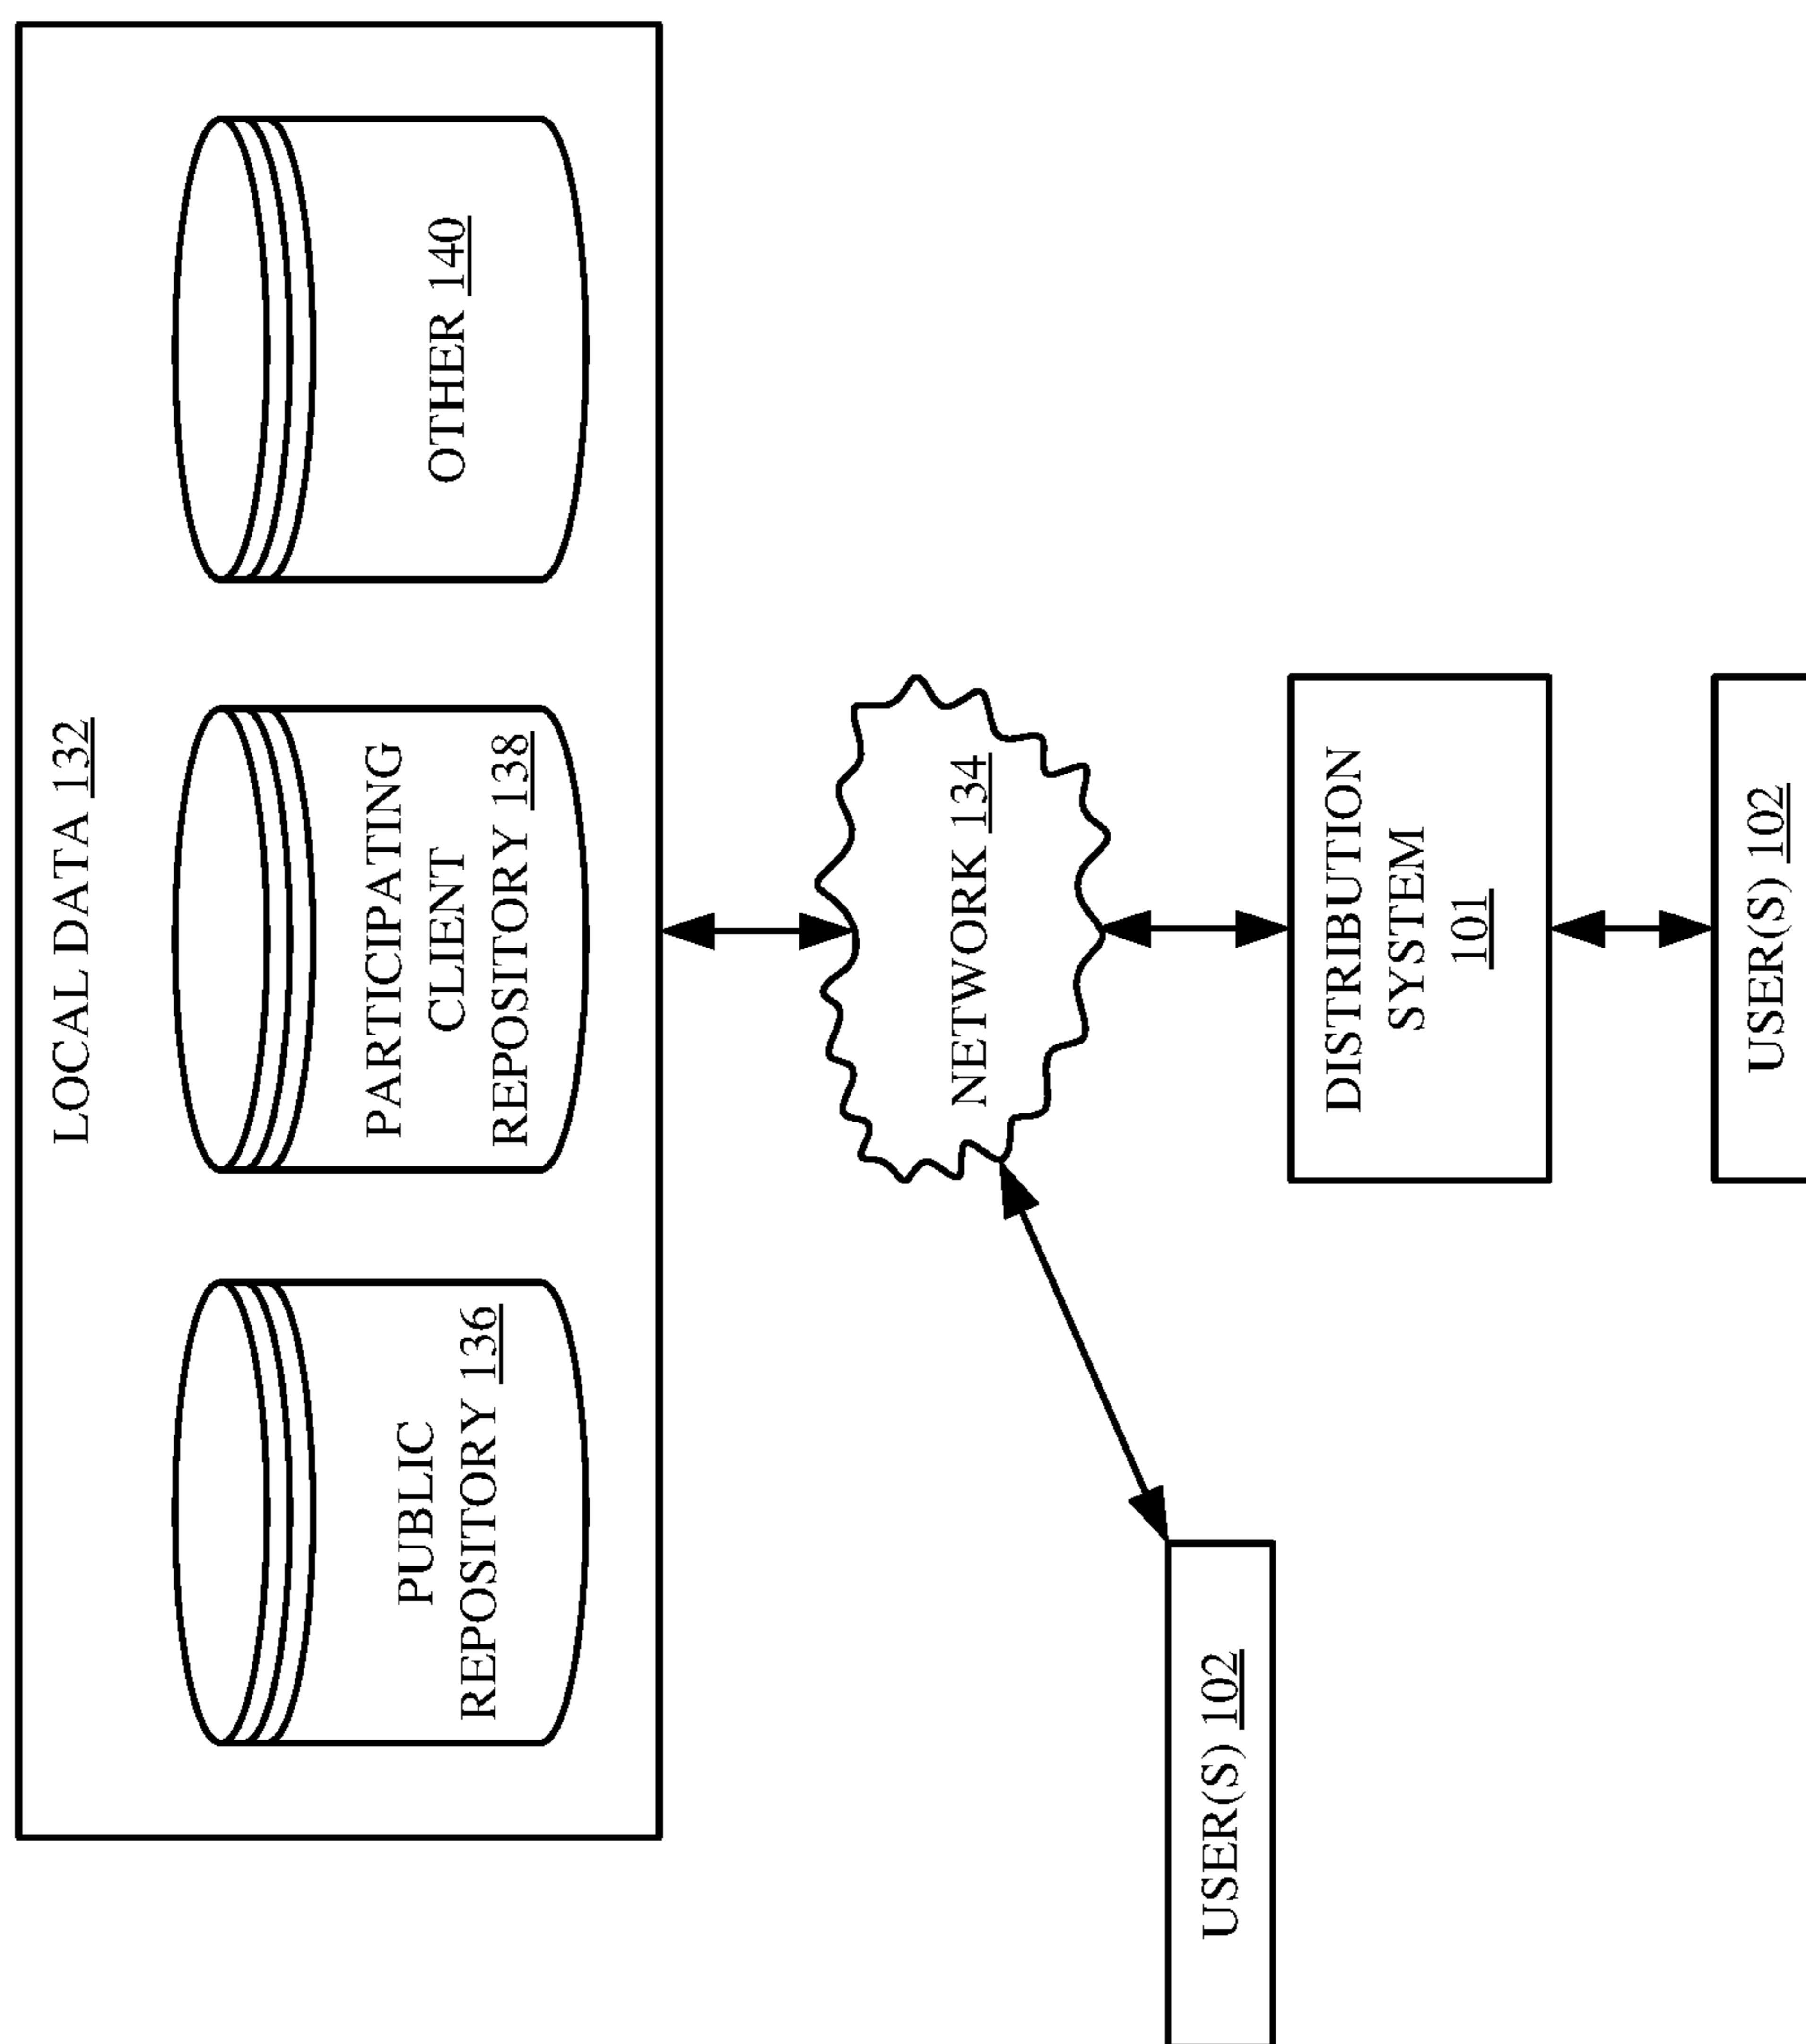 LOCAL DATA 132
PUBLIC
REPOSITORY 136
PARTICIPATING
CLIENT
REPOSITORY 138
OTHER 140
NETWORK 134
USER(S) 102
DISTRIBUTION
SYSTEM
101
USER(S) 102